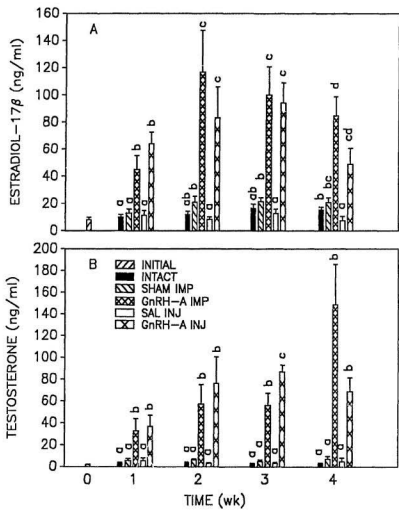 ESTRADIOL-17β (ng/ml)
160
140
120
100
80
60
40
20
0
A
a a b a b
ab b c a c
ab b c a c
b bc d a cd
TESTOSTERONE (ng/ml)
200
180
160
140
120
100
80
60
40
20
0
B
INITIAL
INTACT
SHAM IMP
GnRH-A IMP
SAL INJ
GnRH-A INJ
a a b a b
a a b a b
a a b a c
a a b a b
0 1 2 3 4
TIME (wk)